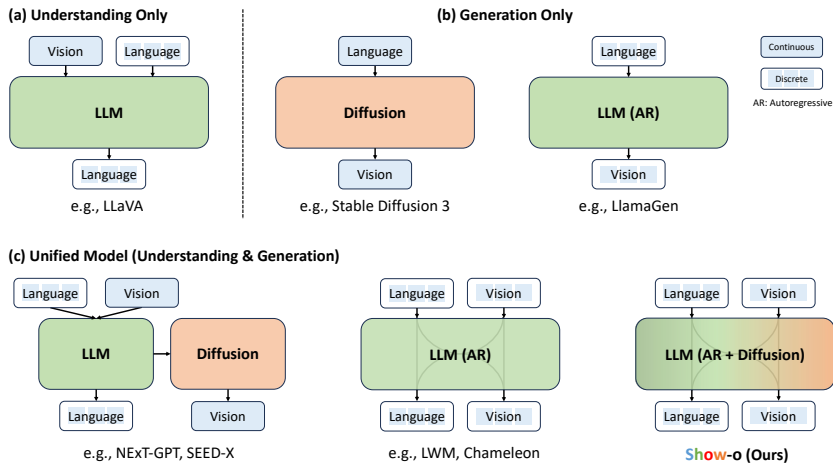 (a) Understanding Only
(b) Generation Only
Vision
Language
LLM
Language
e.g., LLaVA
Language
Diffusion
Vision
e.g., Stable Diffusion 3
Language
LLM (AR)
Vision
e.g., LlamaGen
Continuous
Discrete
AR: Autoregressive
(c) Unified Model (Understanding & Generation)
Language
Vision
LLM
Diffusion
Language
Vision
e.g., NExT-GPT, SEED-X
Language
Vision
LLM (AR)
Language
Vision
e.g., LWM, Chameleon
Language
Vision
LLM (AR + Diffusion)
Language
Vision
Show-o (Ours)